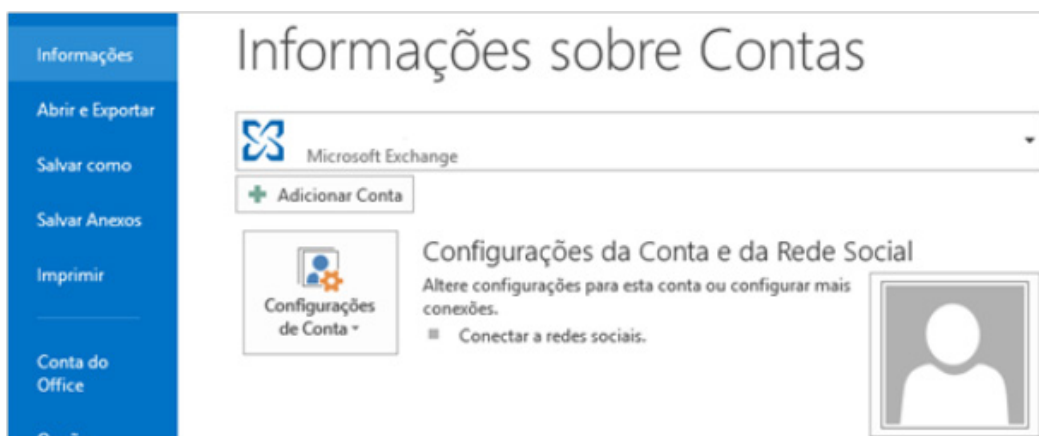 Informações
Abrir e Exportar
Salvar como
Salvar Anexos
Imprimir
Conta do
Office
Informações sobre Contas
Microsoft Exchange
Adicionar Conta
Configurações
de Conta
Configurações da Conta e da Rede Social
Altere configurações para esta conta ou configurar mais
conexões.
Conectar a redes sociais.